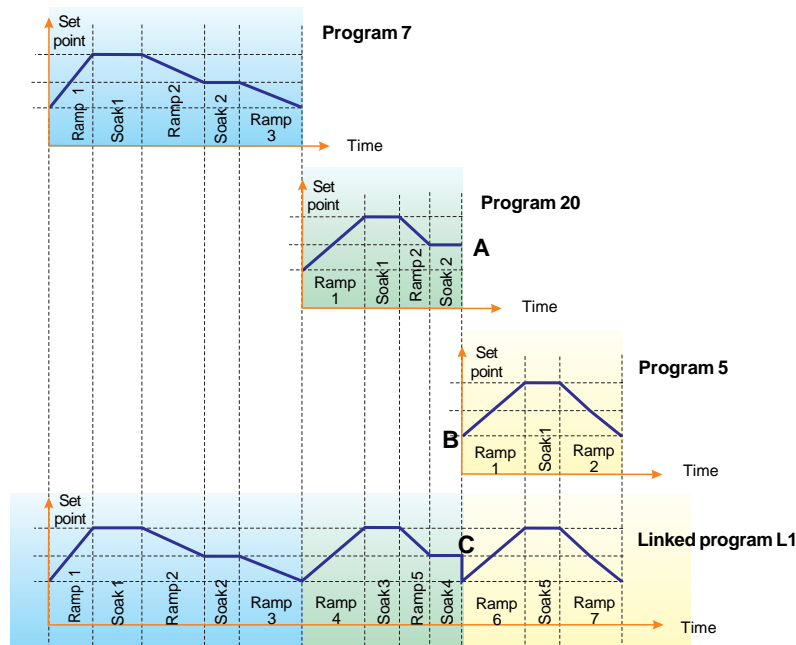 Set
point
Program 7
Ramp 1
Soak1
Ramp 2
Soak 2
Ramp
3
Time
Set
point
Program 20
A
Ramp
1
Soak1
Ramp 2
Soak 2
Time
Set
point
Program 5
B
Ramp
1
Soak1
Ramp
2
Time
Set
point
C
Linked program L1
Ramp 1
Soak1
Ramp2
Soak2
Ramp
3
Ramp
4
Soak3
Ramp 5
Soak4
Ramp
6
Soak5
Ramp
7
Time